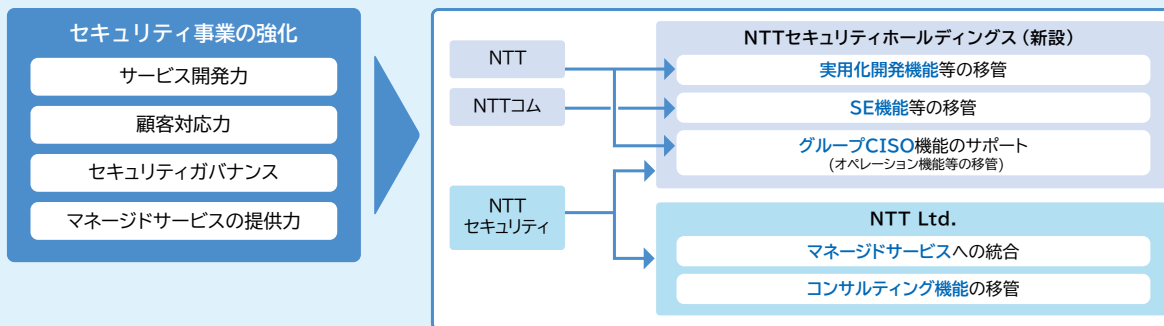 セキュリティ事業の強化
サービス開発力
顧客対応力
セキュリティガバナンス
マネージドサービスの提供力
NTT
NTTコム
NTT
セキュリティ
NTTセキュリティホールディングス（新設）
実用化開発機能等の移管
SE機能等の移管
グループCISO機能のサポート
(オペレーション機能等の移管)
NTT Ltd.
マネージドサービスへの統合
コンサルティング機能の移管